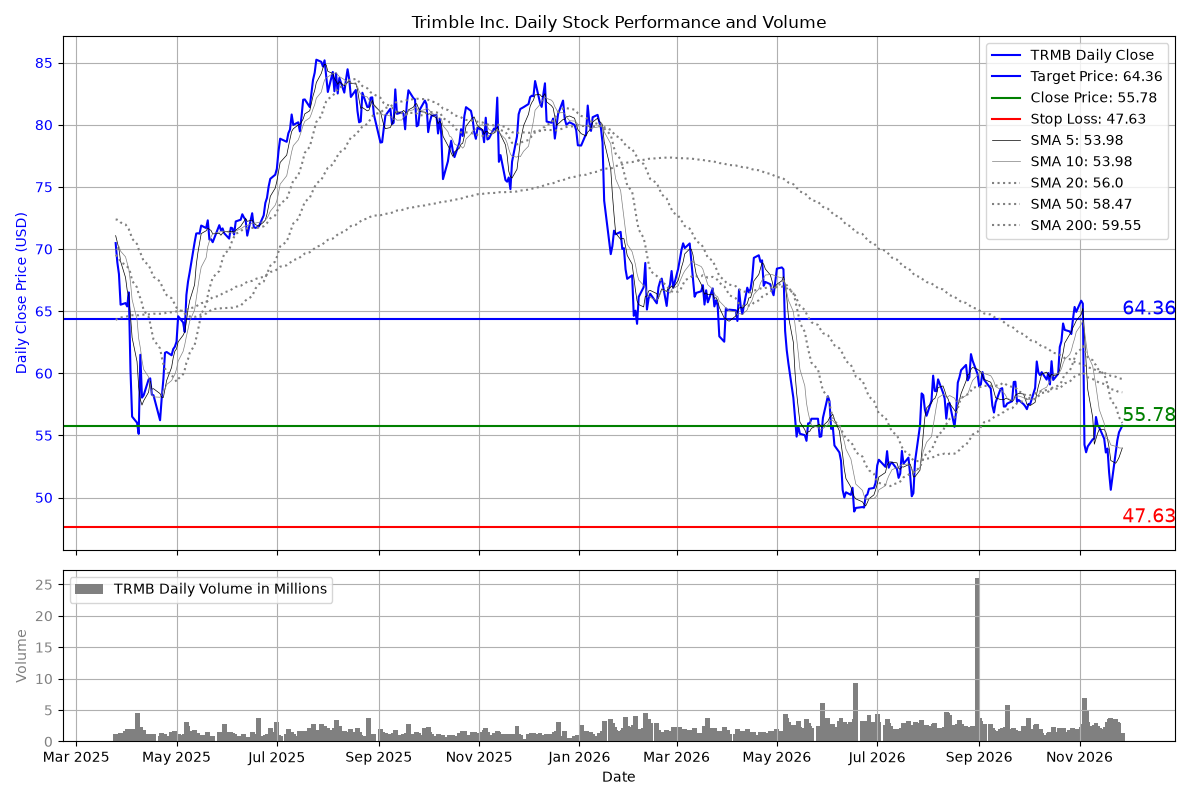 Trimble Inc. Daily Stock Performance and Volume
Daily Close Price (USD)
85
80
75
70
65
60
55
50
TRMB Daily Close
Target Price: 64.36
Close Price: 55.78
Stop Loss: 47.63
SMA 5: 53.98
SMA 10: 53.98
SMA 20: 56.0
SMA 50: 58.47
SMA 200: 59.55
64.36
55.78
47.63
TRMB Daily Volume in Millions
Volume
25
20
15
10
5
0
Mar 2025 May 2025 Jul 2025 Sep 2025 Nov 2025 Jan 2026 Mar 2026 May 2026 Jul 2026 Sep 2026 Nov 2026
Date